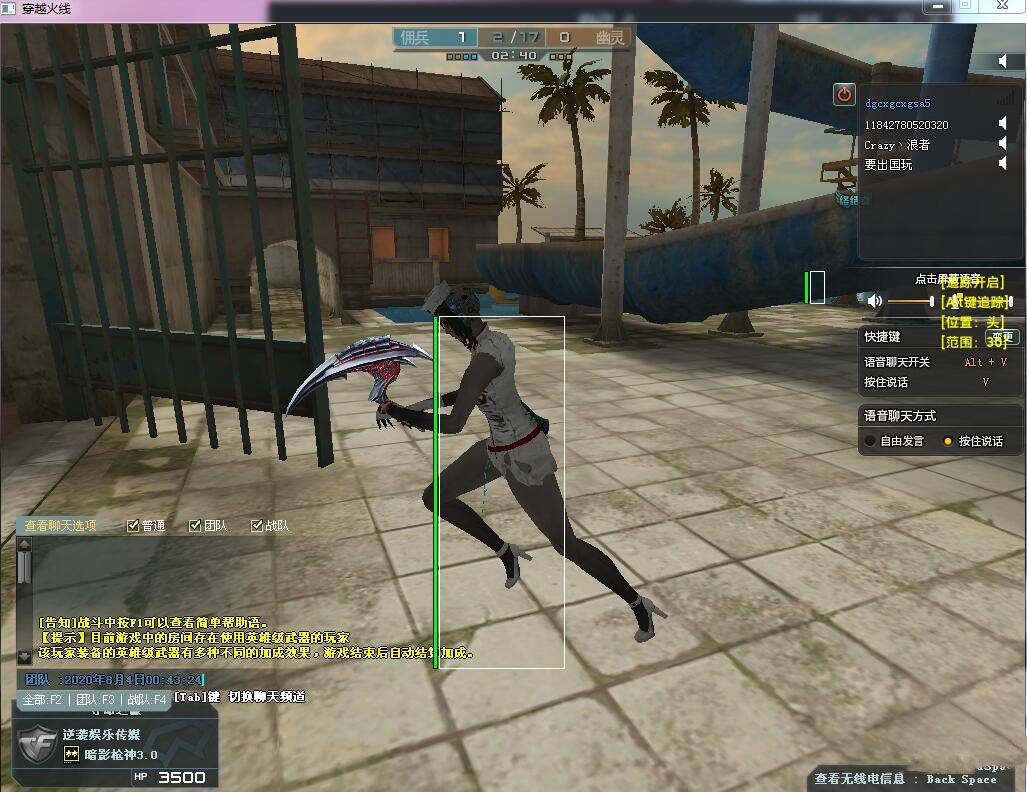 穿越火线
佣兵 1 2/17 0 幽灵
02:40
dgcxgcxgsa5
11842780520320
Crazy丶浪者
要出国玩
点击屏蔽语音
[追踪开启]
[Alt键追踪]
[位置: 头]
[范围: 30]
快捷键
变更
语音聊天开关 Alt + V
按住说话 V
语音聊天方式
自由发言 按住说话
查看聊天选项 普通 团队 战队
[告知]战斗中按F1可以查看简单帮助语。
【提示】目前游戏中的房间存在使用英雄级武器的玩家
该玩家装备的英雄级武器有多种不同的加成效果,游戏结束后自动结算加成。
团队 :2020年8月4日00:43:24
全部:F2 | 团队:F3 | 战队:F4 [Tab]键 切换聊天频道
逆袭娱乐传媒
暗影枪神3.0
HP 3500
查看无线电信息 : Back Space